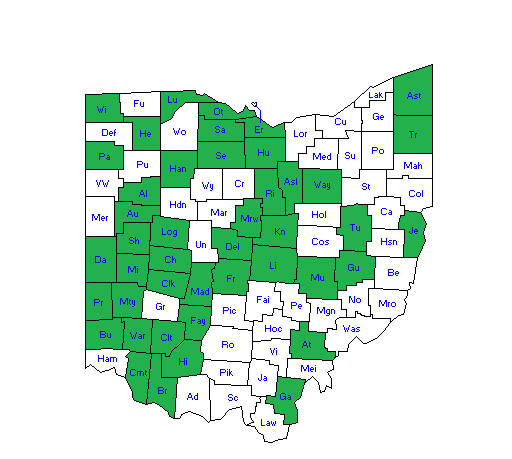 Lak
Ast
Wi
Fu
Lu
Ot
Ge
Cu
Def
He
Wo
Sa
Er
Lor
Tr
Pa
Pu
Han
Se
Hu
Med
Su
Po
Mah
VW
Al
Wy
Cr
Ri
Asl
Way
St
Col
Mer
Au
Hdn
Mar
Mrw
Hol
Ca
Sh
Log
Un
Del
Kn
Cos
Tu
Hsn
Je
Da
Mi
Ch
Li
Gu
Be
Clk
Mad
Fr
Mu
Pr
Mty
Gr
Pic
Fai
Pe
Mgn
No
Mro
Bu
War
Clt
Fay
Hoc
Was
Ham
Hi
Ro
Vi
At
Cmt
Pik
Ja
Mei
Br
Ad
Sc
Ga
Law